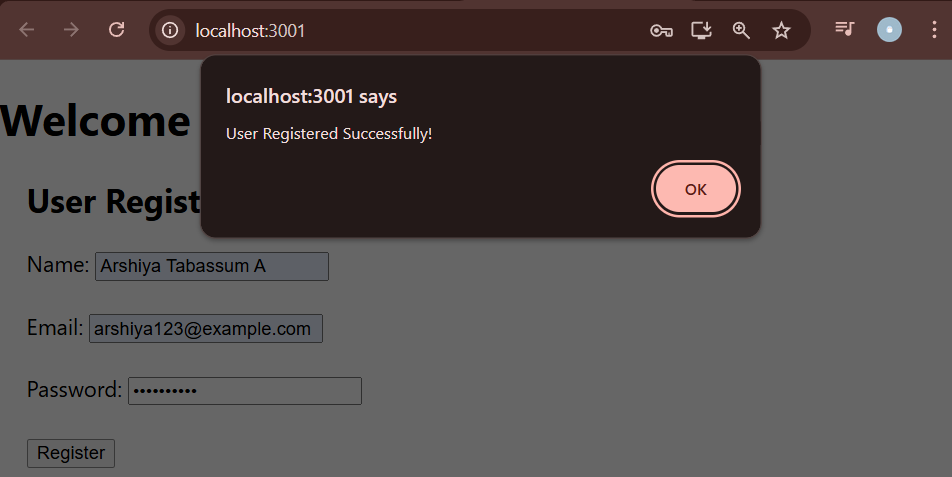 localhost:3001
localhost:3001 says
User Registered Successfully!
OK
Welcome
User Regist
Name: Arshiya Tabassum A
Email: arshiya123@example.com
Password: ••••••••••
Register